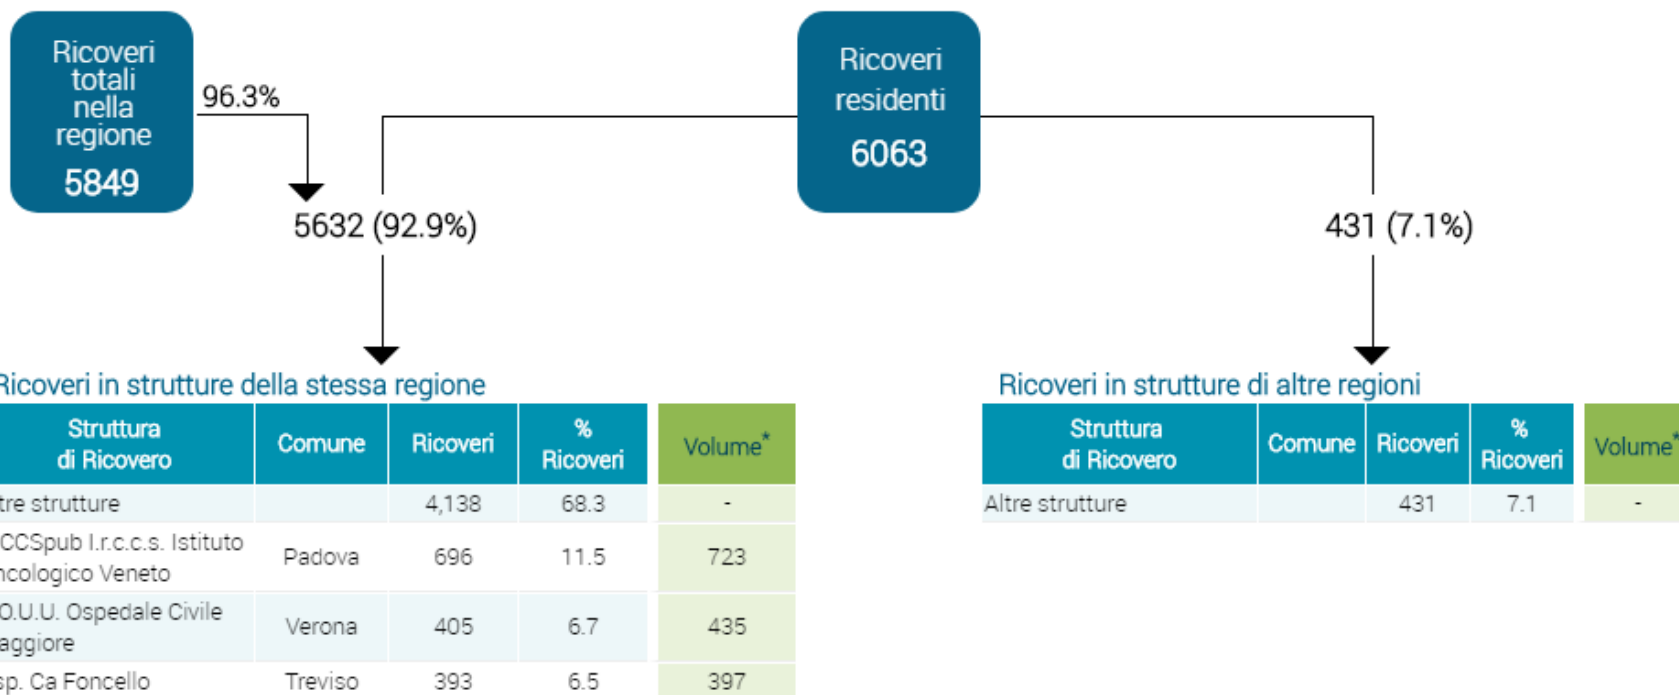 Ricoveri
totali
nella
regione
5849
96.3%
Ricoveri
residenti
6063
5632 (92.9%)
431 (7.1%)
Ricoveri in strutture della stessa regione
Struttura
di Ricovero
Comune
Ricoveri
%
Ricoveri
Volume*
tre strutture
4,138
68.3
-
CCSpub I.r.c.c.s. Istituto
ncologico Veneto
Padova
696
11.5
723
O.U.U. Ospedale Civile
aggiore
Verona
405
6.7
435
sp. Ca Foncello
Treviso
393
6.5
397
Ricoveri in strutture di altre regioni
Struttura
di Ricovero
Comune
Ricoveri
%
Ricoveri
Volume*
Altre strutture
431
7.1
-